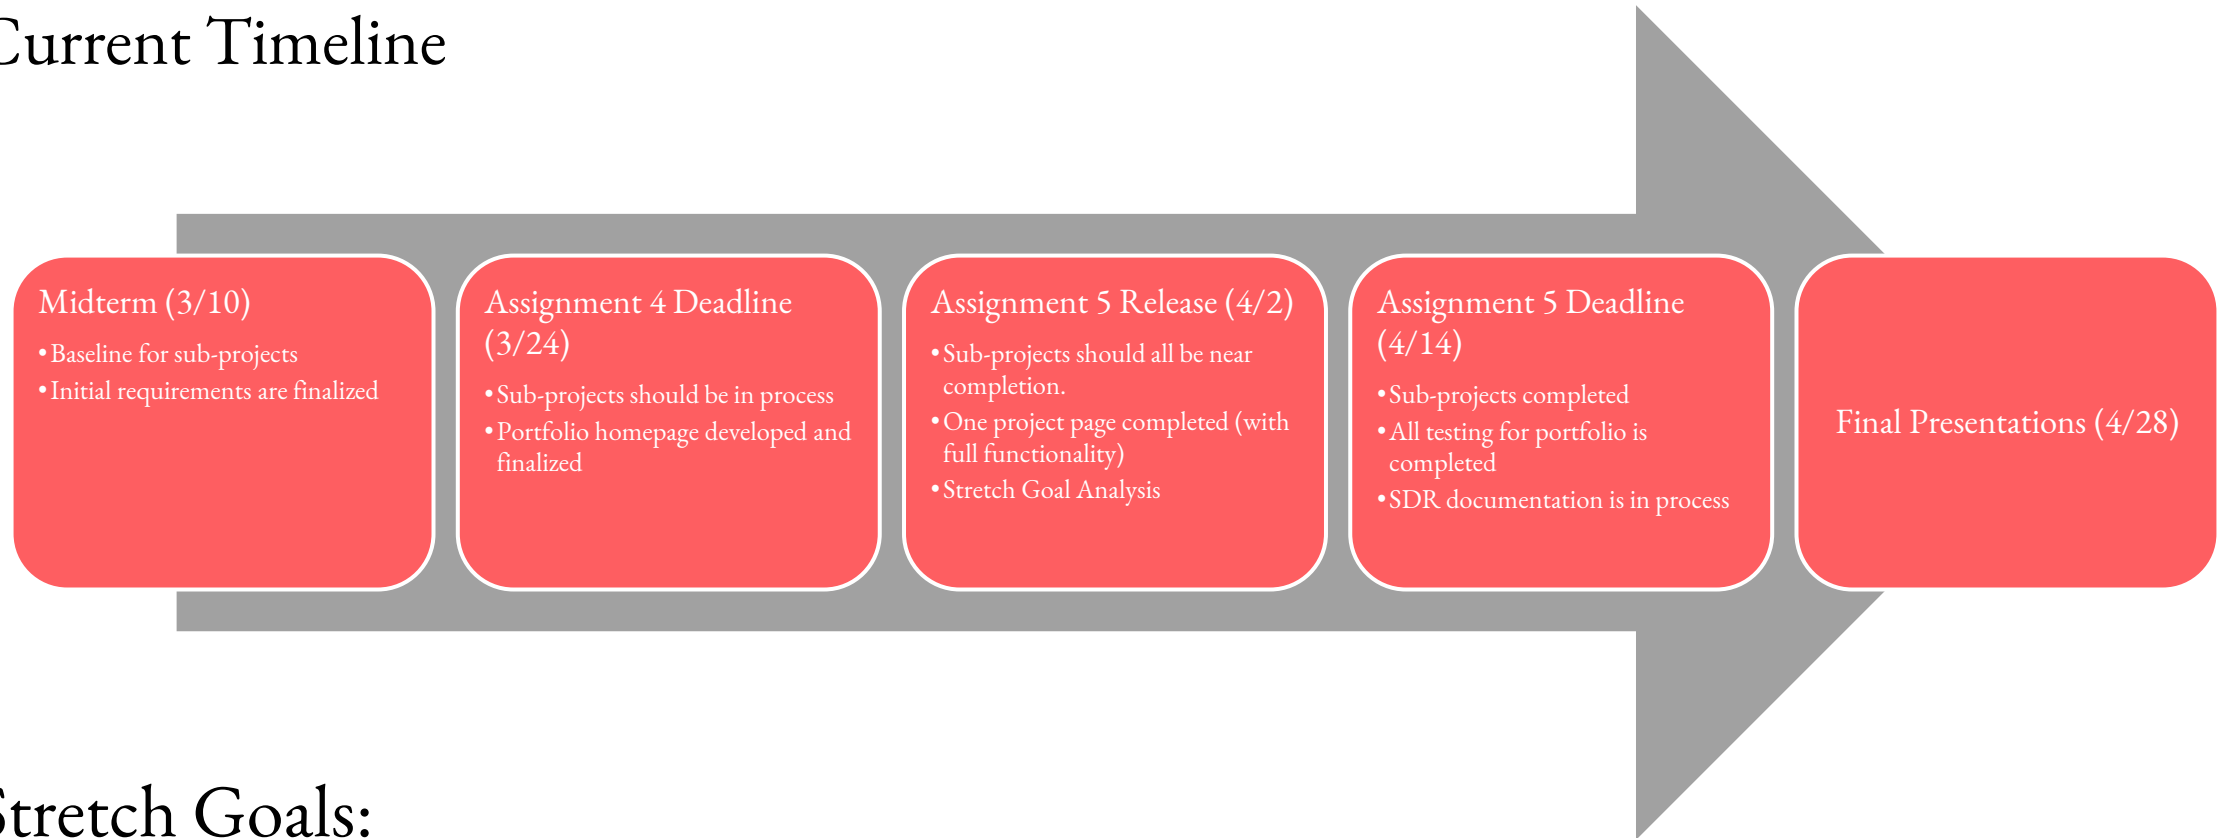 Current Timeline
Midterm (3/10)
•Baseline for sub-projects
•Initial requirements are finalized
Assignment 4 Deadline
(3/24)
•Sub-projects should be in process
•Portfolio homepage developed and
finalized
Assignment 5 Release (4/2)
•Sub-projects should all be near
completion.
•One project page completed (with
full functionality)
•Stretch Goal Analysis
Assignment 5 Deadline
(4/14)
•Sub-projects completed
•All testing for portfolio is
completed
•SDR documentation is in process
Final Presentations (4/28)
Stretch Goals: